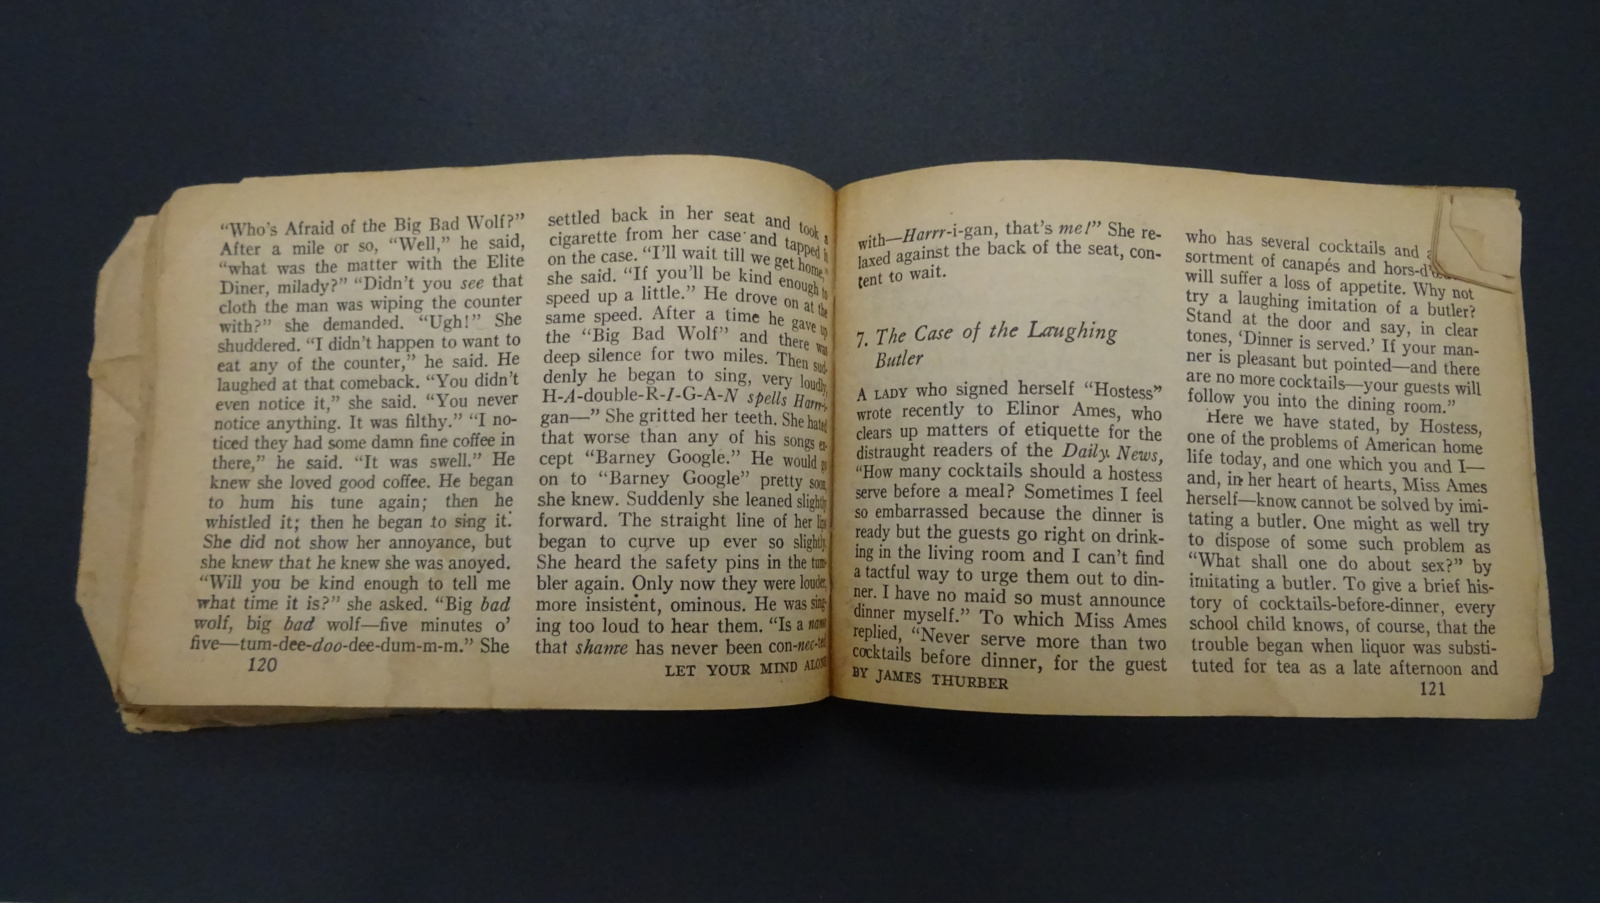 “Who's Afraid of the Big Bad Wolf?”
After a mile or so, “Well,” he said,
“what was the matter with the Elite
Diner, milady?” “Didn't you see that
cloth the man was wiping the counter
with?” she demanded. “Ugh!” She
shuddered. “I didn't happen to want to
eat any of the counter,” he said. He
laughed at that comeback. “You didn't
even notice it,” she said. “You never
notice anything. It was filthy.” “I no-
ticed they had some damn fine coffee in
there,” he said. “It was swell.” He
knew she loved good coffee. He began
to hum his tune again; then he
whistled it; then he began to sing it.
She did not show her annoyance, but
she knew that he knew she was anoyed.
“Will you be kind enough to tell me
what time it is?” she asked. “Big bad
wolf, big bad wolf—five minutes o'
five—tum-dee-doo-dee-dum-m-m.” She
120
settled back in her seat and took a
cigarette from her case and tapped it
on the case. “I'll wait till we get home,”
she said. “If you'll be kind enough to
speed up a little.” He drove on at the
same speed. After a time he gave up
the “Big Bad Wolf” and there was
deep silence for two miles. Then sud-
denly he began to sing, very loudly,
H-A-double-R-I-G-A-N spells Harr-i-
gan—” She gritted her teeth. She hated
that worse than any of his songs ex-
cept “Barney Google.” He would go
on to “Barney Google” pretty soon,
she knew. Suddenly she leaned slightly
forward. The straight line of her lips
began to curve up ever so slightly.
She heard the safety pins in the tum-
bler again. Only now they were louder,
more insistent, ominous. He was sing-
ing too loud to hear them. “Is a name
that shame has never been con-nec-ted
LET YOUR MIND ALONE
with—Harrr-i-gan, that's me!” She re-
laxed against the back of the seat, con-
tent to wait.
7. The Case of the Laughing
Butler
A LADY who signed herself “Hostess”
wrote recently to Elinor Ames, who
clears up matters of etiquette for the
distraught readers of the Daily News,
“How many cocktails should a hostess
serve before a meal? Sometimes I feel
so embarrassed because the dinner is
ready but the guests go right on drink-
ing in the living room and I can't find
a tactful way to urge them out to din-
ner. I have no maid so must announce
dinner myself.” To which Miss Ames
replied, “Never serve more than two
cocktails before dinner, for the guest
BY JAMES THURBER
who has several cocktails and
sortment of canapés and
will suffer a loss of appetite. Why not
try a laughing imitation of a butler?
Stand at the door and say, in clear
tones, ‘Dinner is served.’ If your man-
ner is pleasant but pointed—and there
are no more cocktails—your guests will
follow you into the dining room.”
Here we have stated, by Hostess,
one of the problems of American home
life today, and one which you and I—
and, in her heart of hearts, Miss Ames
herself—know cannot be solved by imi-
tating a butler. One might as well try
to dispose of some such problem as
“What shall one do about sex?” by
imitating a butler. To give a brief his-
tory of cocktails-before-dinner, every
school child knows, of course, that the
trouble began when liquor was substi-
tuted for tea as a late afternoon and
121